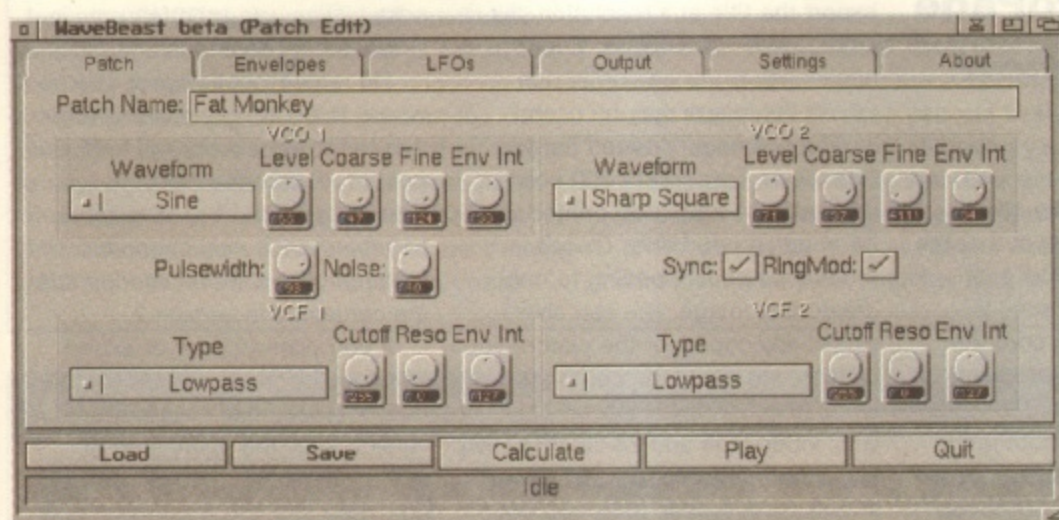 WaveBeast beta (Patch Edit)
Patch Envelopes LFOs Output Settings About
Patch Name: Fat Monkey
VCO 1 VCO 2
Waveform Level Coarse Fine Env Int Waveform Level Coarse Fine Env Int
Sine Sharp Square
Pulsewidth: Noise: Sync: RingMod:
VCF 1 VCF 2
Type Cutoff Reso Env Int Type Cutoff Reso Env Int
Lowpass Lowpass
Load Save Calculate Play Quit
Idle